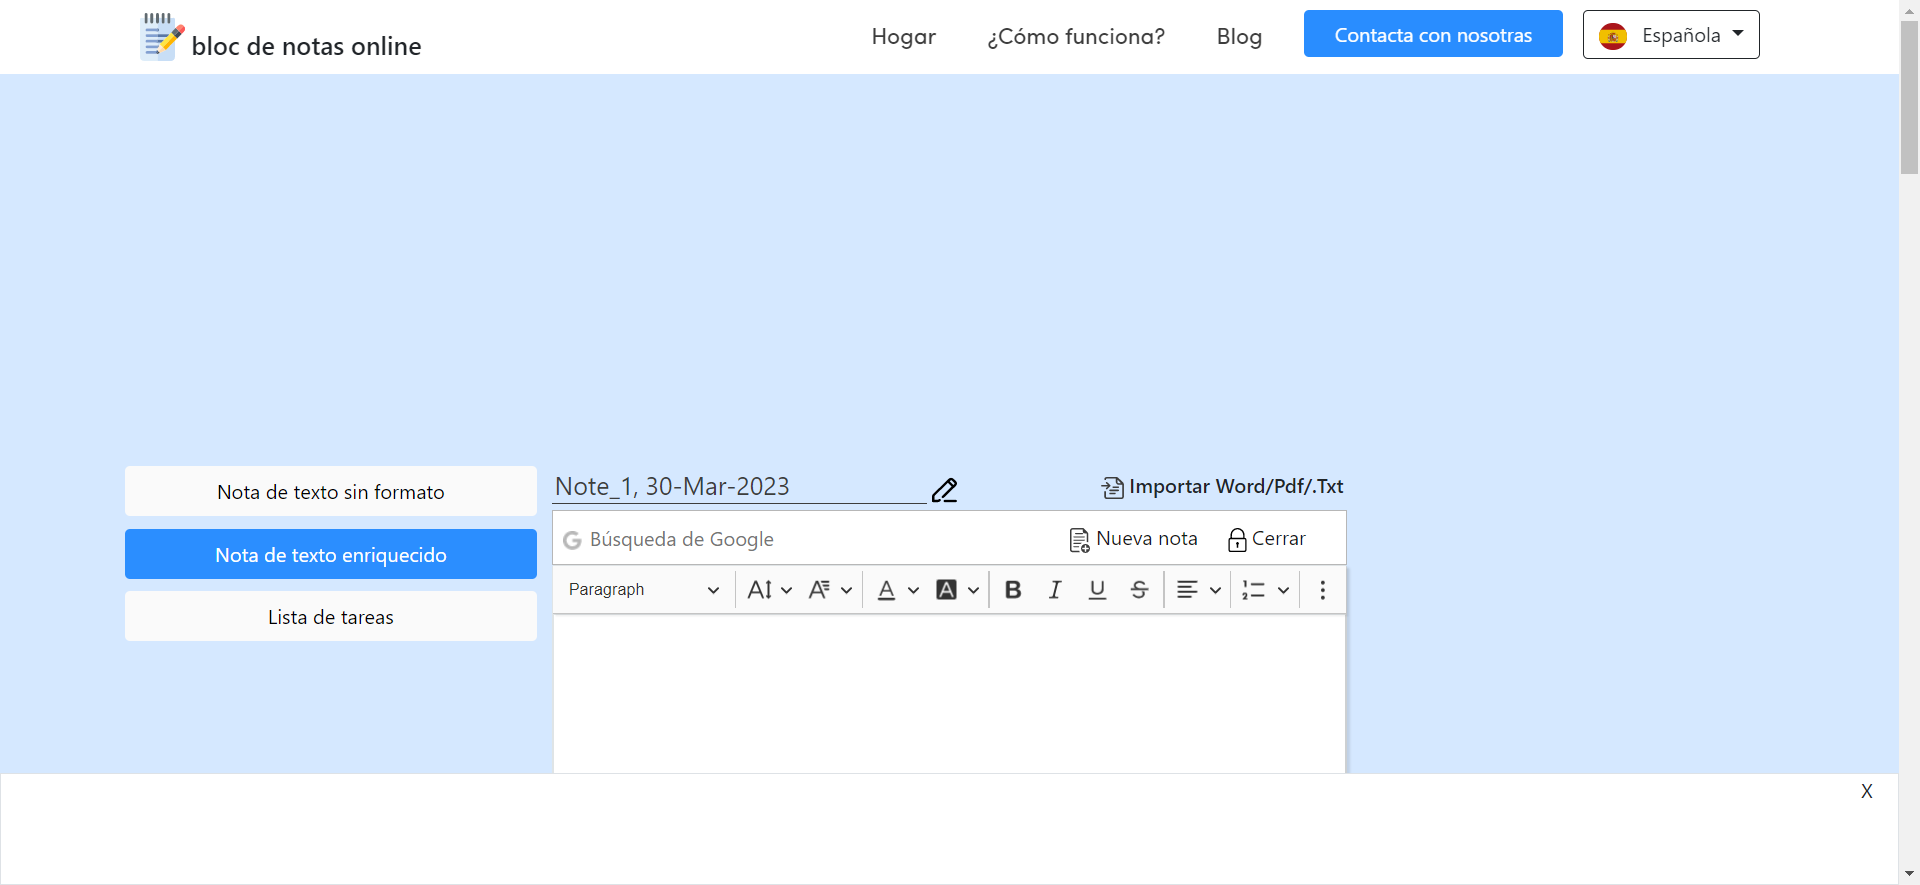 bloc de notas online
Hogar
¿Cómo funciona?
Blog
Contacta con nosotras
Española
Nota de texto sin formato
Nota de texto enriquecido
Lista de tareas
Note_1, 30-Mar-2023
Importar Word/Pdf/.Txt
Búsqueda de Google
Nueva nota
Cerrar
Paragraph
X